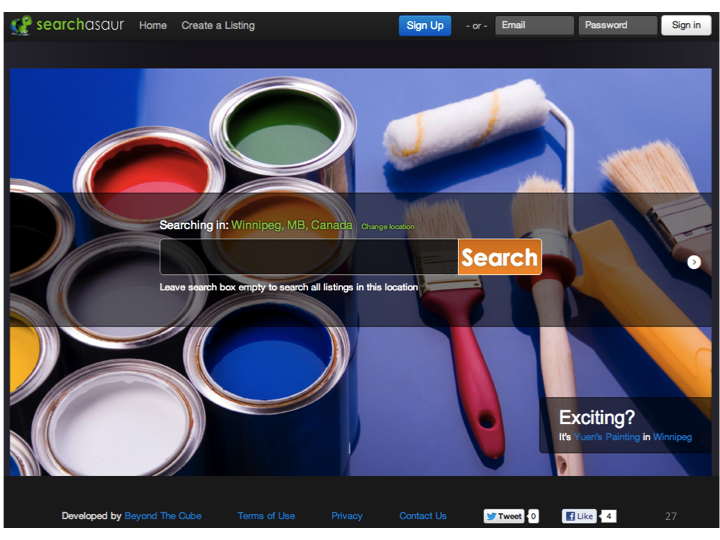 searchasaur Home Create a Listing Sign Up - or - Email Password Sign in
Searching in: Winnipeg, MB, Canada Change location
Search
Leave search box empty to search all listings in this location
Exciting?
It's Yuen's Painting in Winnipeg
Developed by Beyond The Cube Terms of Use Privacy Contact Us Tweet 0 Like 4 27